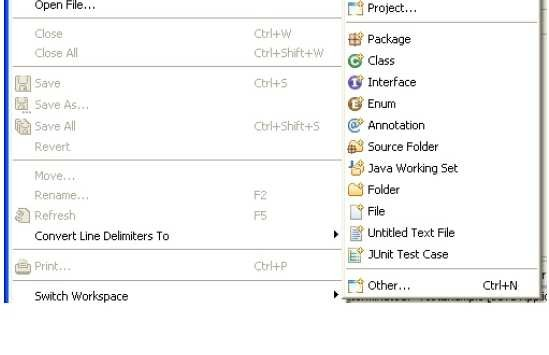 Open File...
Close Ctrl+W
Close All Ctrl+Shift+W
Save Ctrl+S
Save As...
Save All Ctrl+Shift+S
Revert
Move...
Rename... F2
Refresh F5
Convert Line Delimiters To
Print... Ctrl+P
Switch Workspace
Project...
Package
Class
Interface
Enum
Annotation
Source Folder
Java Working Set
Folder
File
Untitled Text File
JUnit Test Case
Other... Ctrl+N